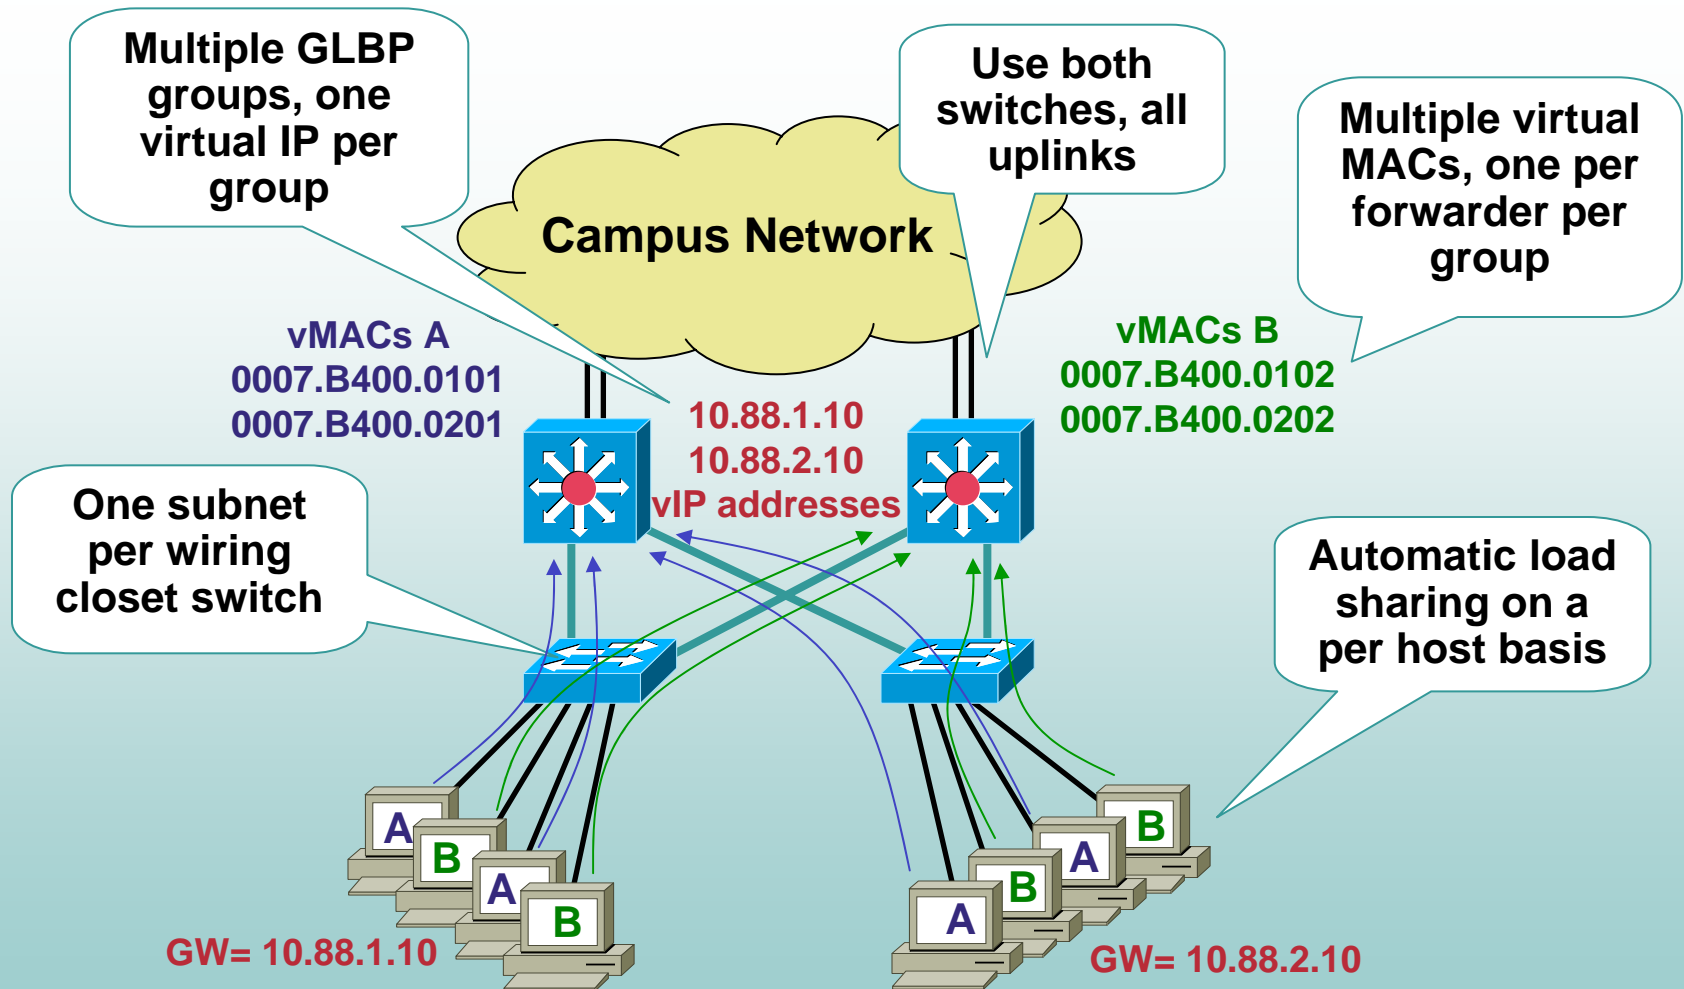 Multiple GLBP
groups, one
virtual IP per
group
Use both
switches, all
uplinks
Multiple virtual
MACs, one per
forwarder per
group
Campus Network
vMACs A
0007.B400.0101
0007.B400.0201
10.88.1.10
10.88.2.10
vIP addresses
vMACs B
0007.B400.0102
0007.B400.0202
One subnet
per wiring
closet switch
Automatic load
sharing on a
per host basis
A
B
A
B
A
B
A
B
GW= 10.88.1.10
GW= 10.88.2.10